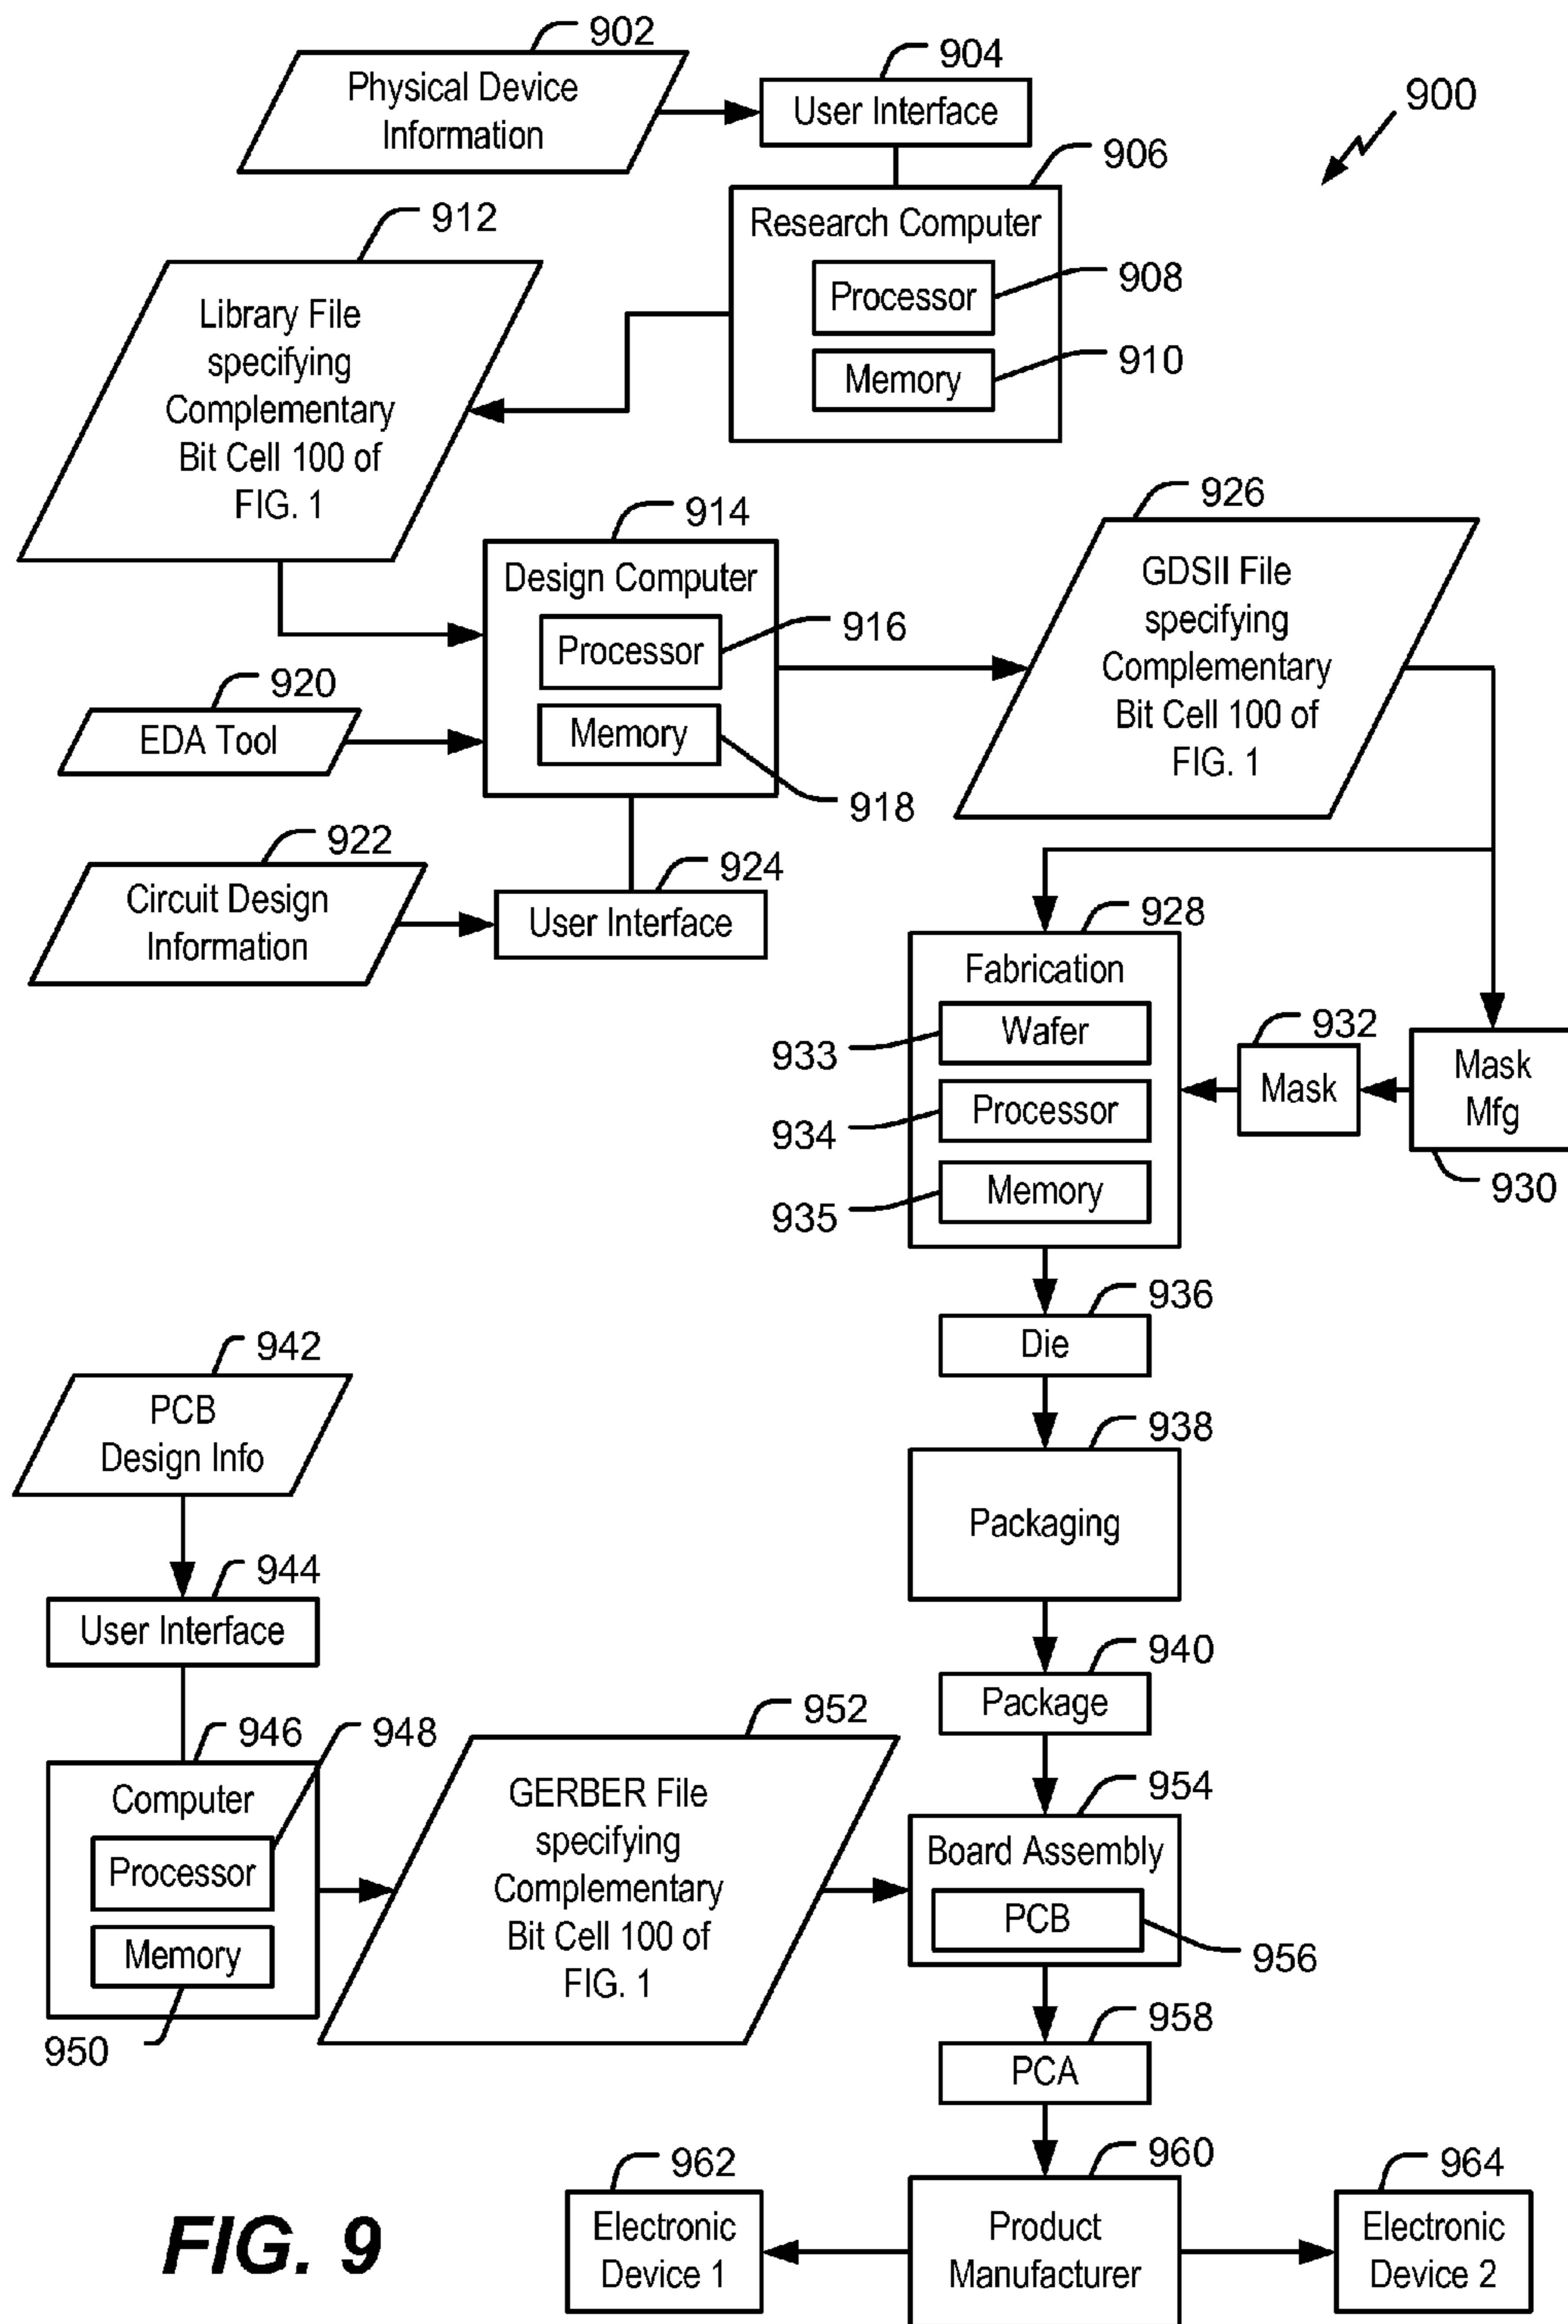 902
Physical Device
Information
904
User Interface
900
906
Research Computer
Processor
908
Memory
910
912
Library File
specifying
Complementary
Bit Cell 100 of
FIG. 1
914
Design Computer
Processor
916
Memory
918
920
EDA Tool
922
Circuit Design
Information
924
User Interface
926
GDSII File
specifying
Complementary
Bit Cell 100 of
FIG. 1
928
Fabrication
Wafer
933
Processor
934
Memory
935
932
Mask
Mask
Mfg
930
936
Die
938
Packaging
940
Package
942
PCB
Design Info
944
User Interface
946
948
Computer
Processor
Memory
950
952
GERBER File
specifying
Complementary
Bit Cell 100 of
FIG. 1
954
Board Assembly
PCB
956
958
PCA
960
Product
Manufacturer
962
Electronic
Device 1
964
Electronic
Device 2
FIG. 9